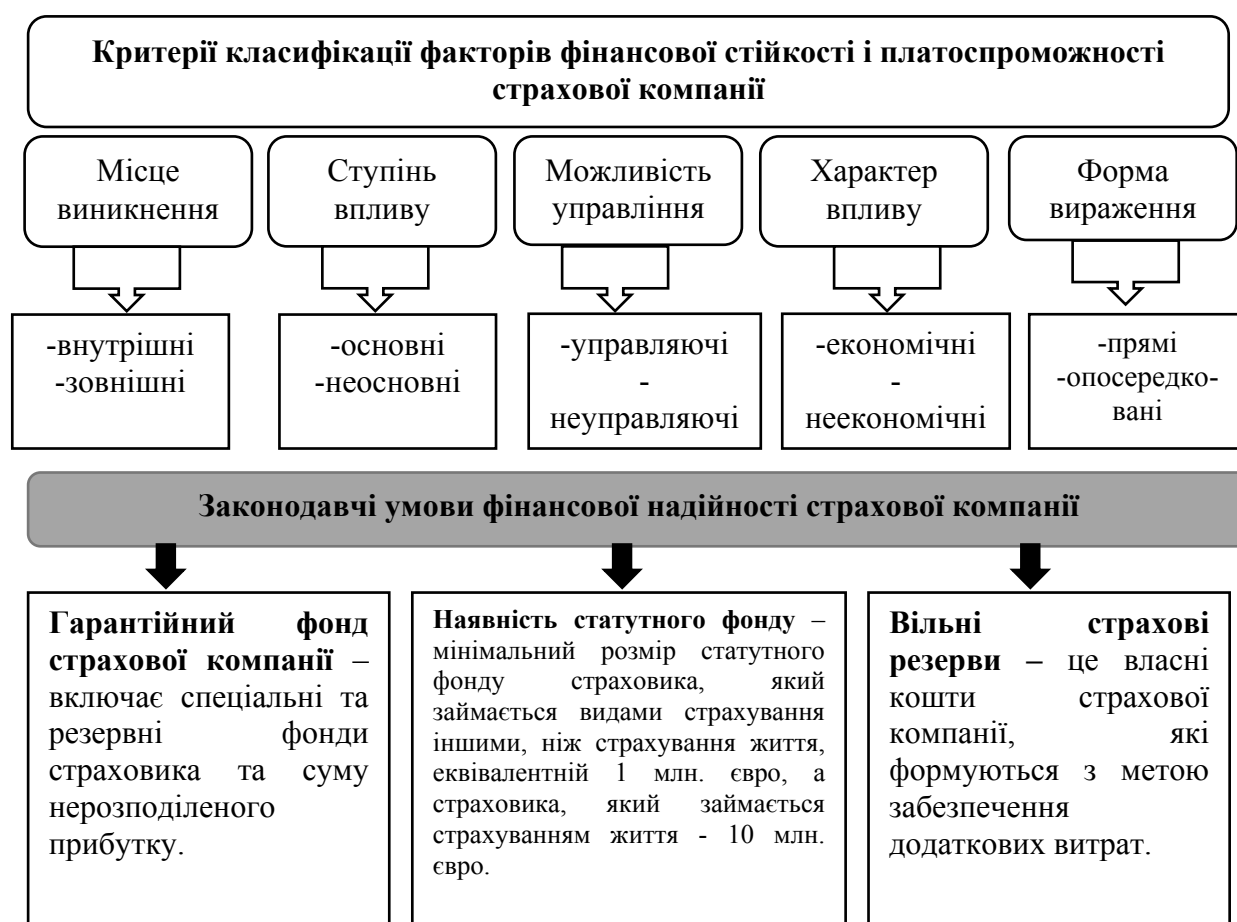 Критерії класифікації факторів фінансової стійкості і платоспроможності
страхової компанії
Місце
виникнення
Ступінь
впливу
Можливість
управління
Характер
впливу
Форма
вираження
-внутрішні
-зовнішні
-основні
-неосновні
-управляючі
-
неуправляючі
-економічні
-
неекономічні
-прямі
-опосередко-
вані
Законодавчі умови фінансової надійності страхової компанії
Гарантійний фонд
страхової компанії –
включає спеціальні та
резервні фонди
страховика та суму
нерозподіленого
прибутку.
Наявність статутного фонду –
мінімальний розмір статутного
фонду страховика, який
займається видами страхування
іншими, ніж страхування життя,
еквівалентній 1 млн. євро, а
страховика, який займається
страхуванням життя - 10 млн.
євро.
Вільні страхові
резерви – це власні
кошти страхової
компанії, які
формуються з метою
забезпечення
додаткових витрат.